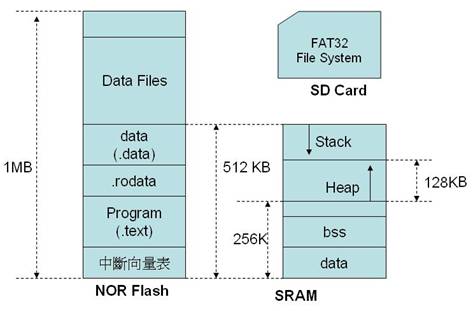 1MB
Data Files
data
(.data)
.rodata
Program
(.text)
中斷向量表
NOR Flash
512 KB
256K
FAT32
File System
SD Card
Stack
Heap
bss
data
128KB
SRAM